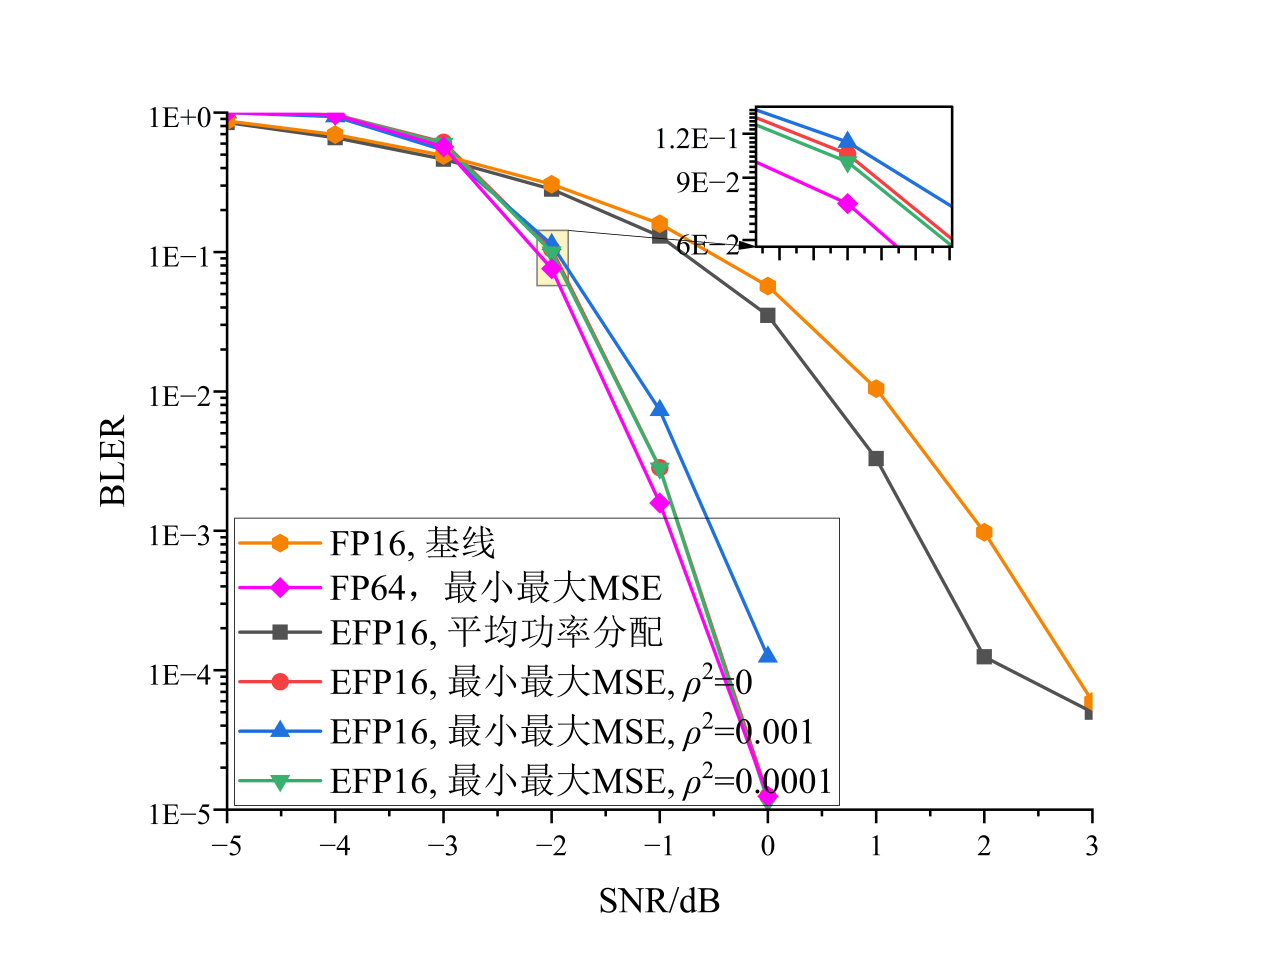 1E+0
1E−1
1E−2
1E−3
1E−4
1E−5
BLER
1.2E−1
9E−2
6E−2
FP16, 基线
FP64，最小最大MSE
EFP16, 平均功率分配
EFP16, 最小最大MSE, ρ²=0
EFP16, 最小最大MSE, ρ²=0.001
EFP16, 最小最大MSE, ρ²=0.0001
−5 −4 −3 −2 −1 0 1 2 3
SNR/dB